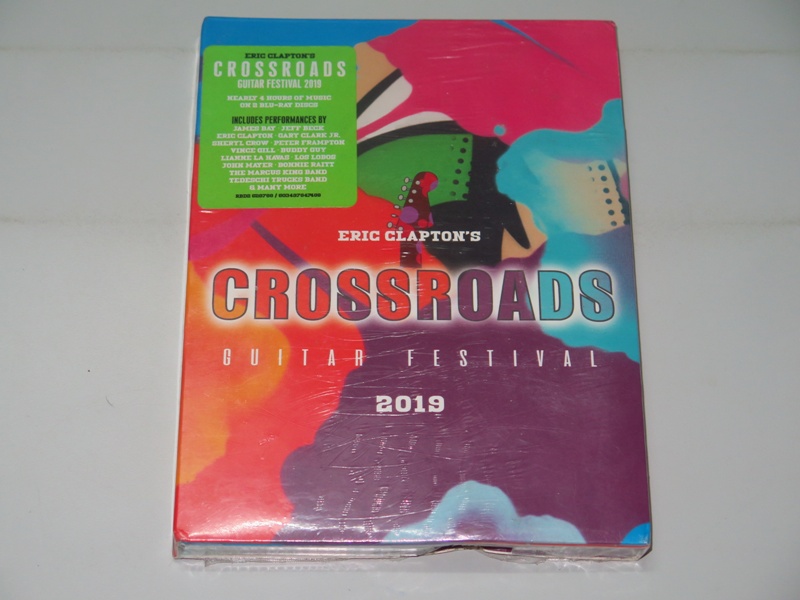 ERIC CLAPTON'S
CROSSROADS
GUITAR FESTIVAL 2019
NEARLY 4 HOURS OF MUSIC
ON 2 BLU-RAY DISCS
INCLUDES PERFORMANCES BY
JAMES BAY · JEFF BECK
ERIC CLAPTON · GARY CLARK JR.
SHERYL CROW · PETER FRAMPTON
VINCE GILL · BUDDY GUY
LIANNE LA HAVAS · LOS LOBOS
JOHN MAYER · BONNIE RAITT
THE MARCUS KING BAND
TEDESCHI TRUCKS BAND
& MANY MORE
ERIC CLAPTON'S
CROSSROADS
GUITAR FESTIVAL
2019